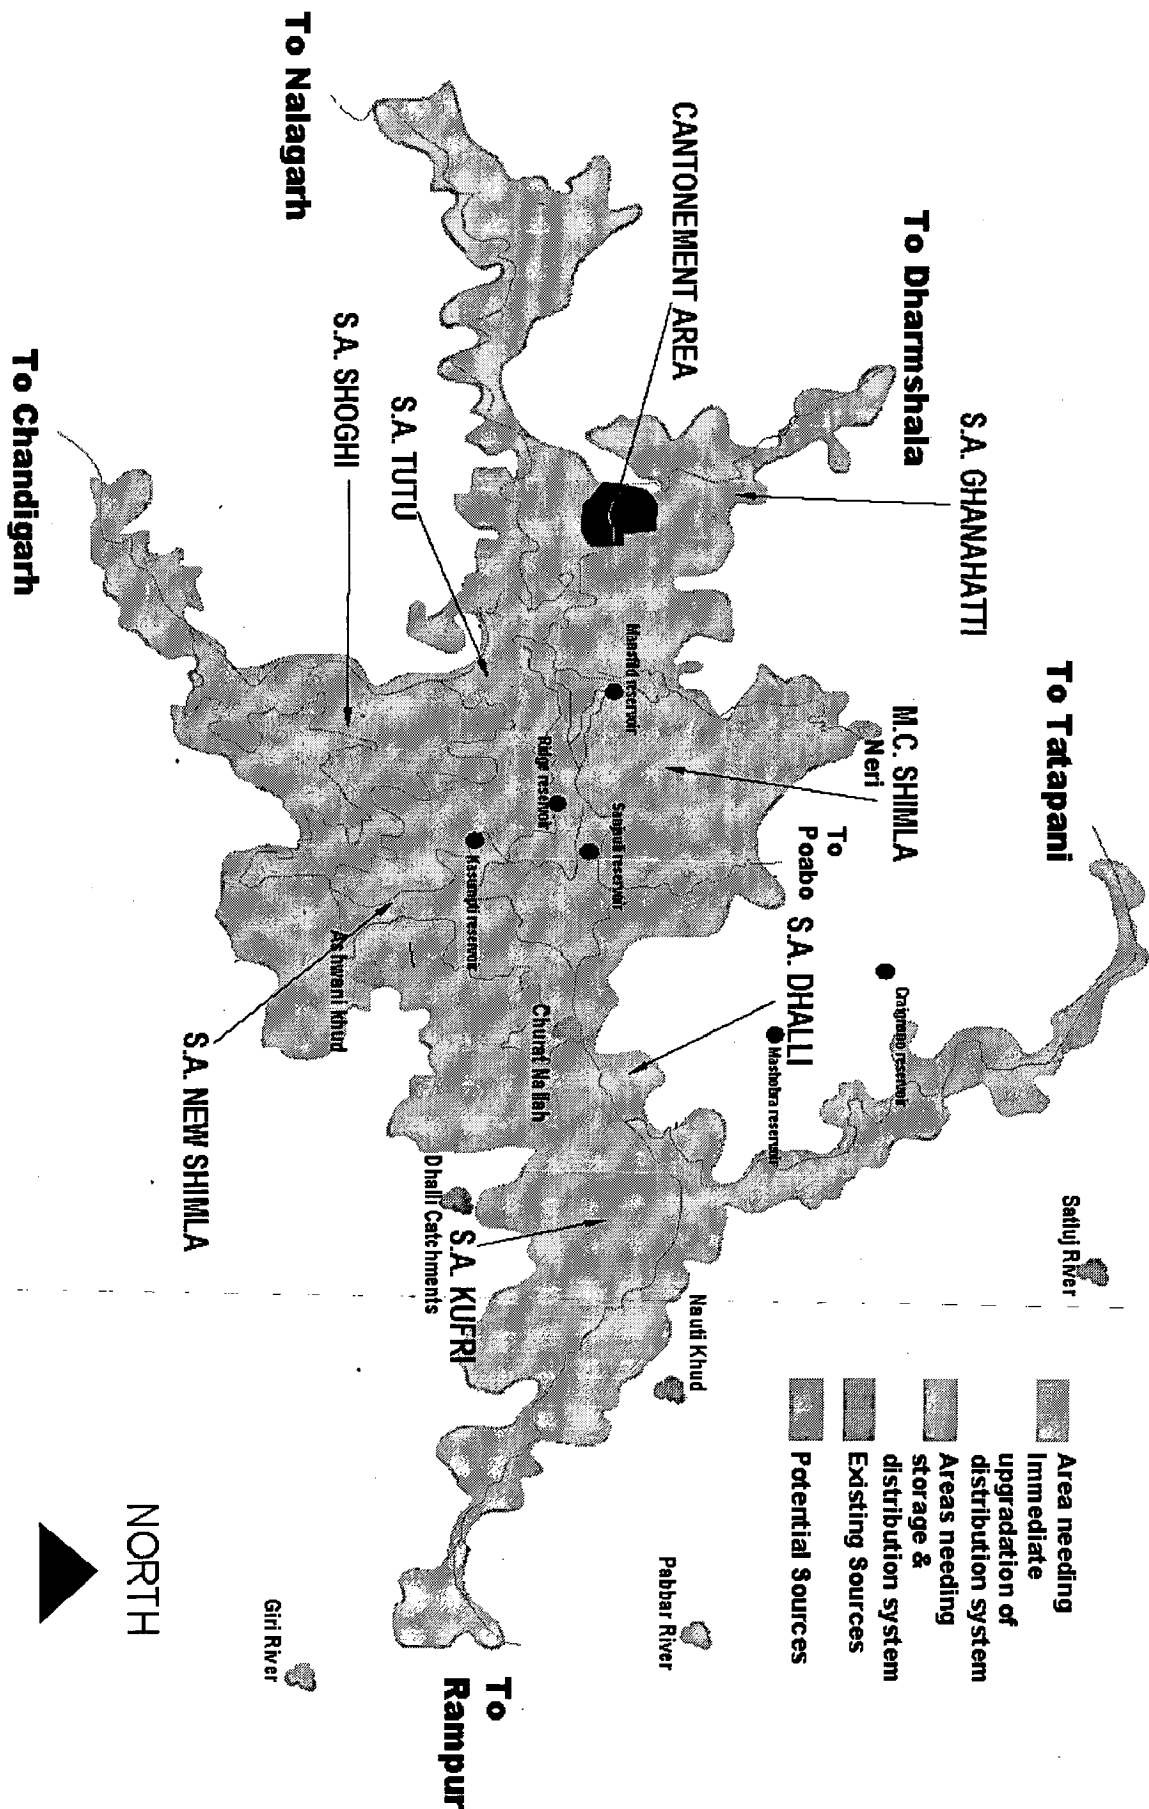 To Nalagarh
CANTONEMENT AREA
To Dharmshala
S.A. GHANAHATTI
S.A. SHOGHI
S.A. TUTU
To Chandigarh
To Tatapani
M.C. SHIMLA
Neri
Ridge reservoir
Kasumpti reservoir
To
Poabo
S.A. DHALLI
Craignano reservoir
Mashobra reservoir
Churat Nallah
Ashwani khud
S.A. NEW SHIMLA
Dhalli Catchments
S.A. KUFRI
Nauti Khud
Satluj River
Pabbar River
Giri River
To
Rampur
Area needing
Immediate
upgradation of
distribution system
Areas needing
storage &
distribution system
Existing Sources
Potential Sources
NORTH